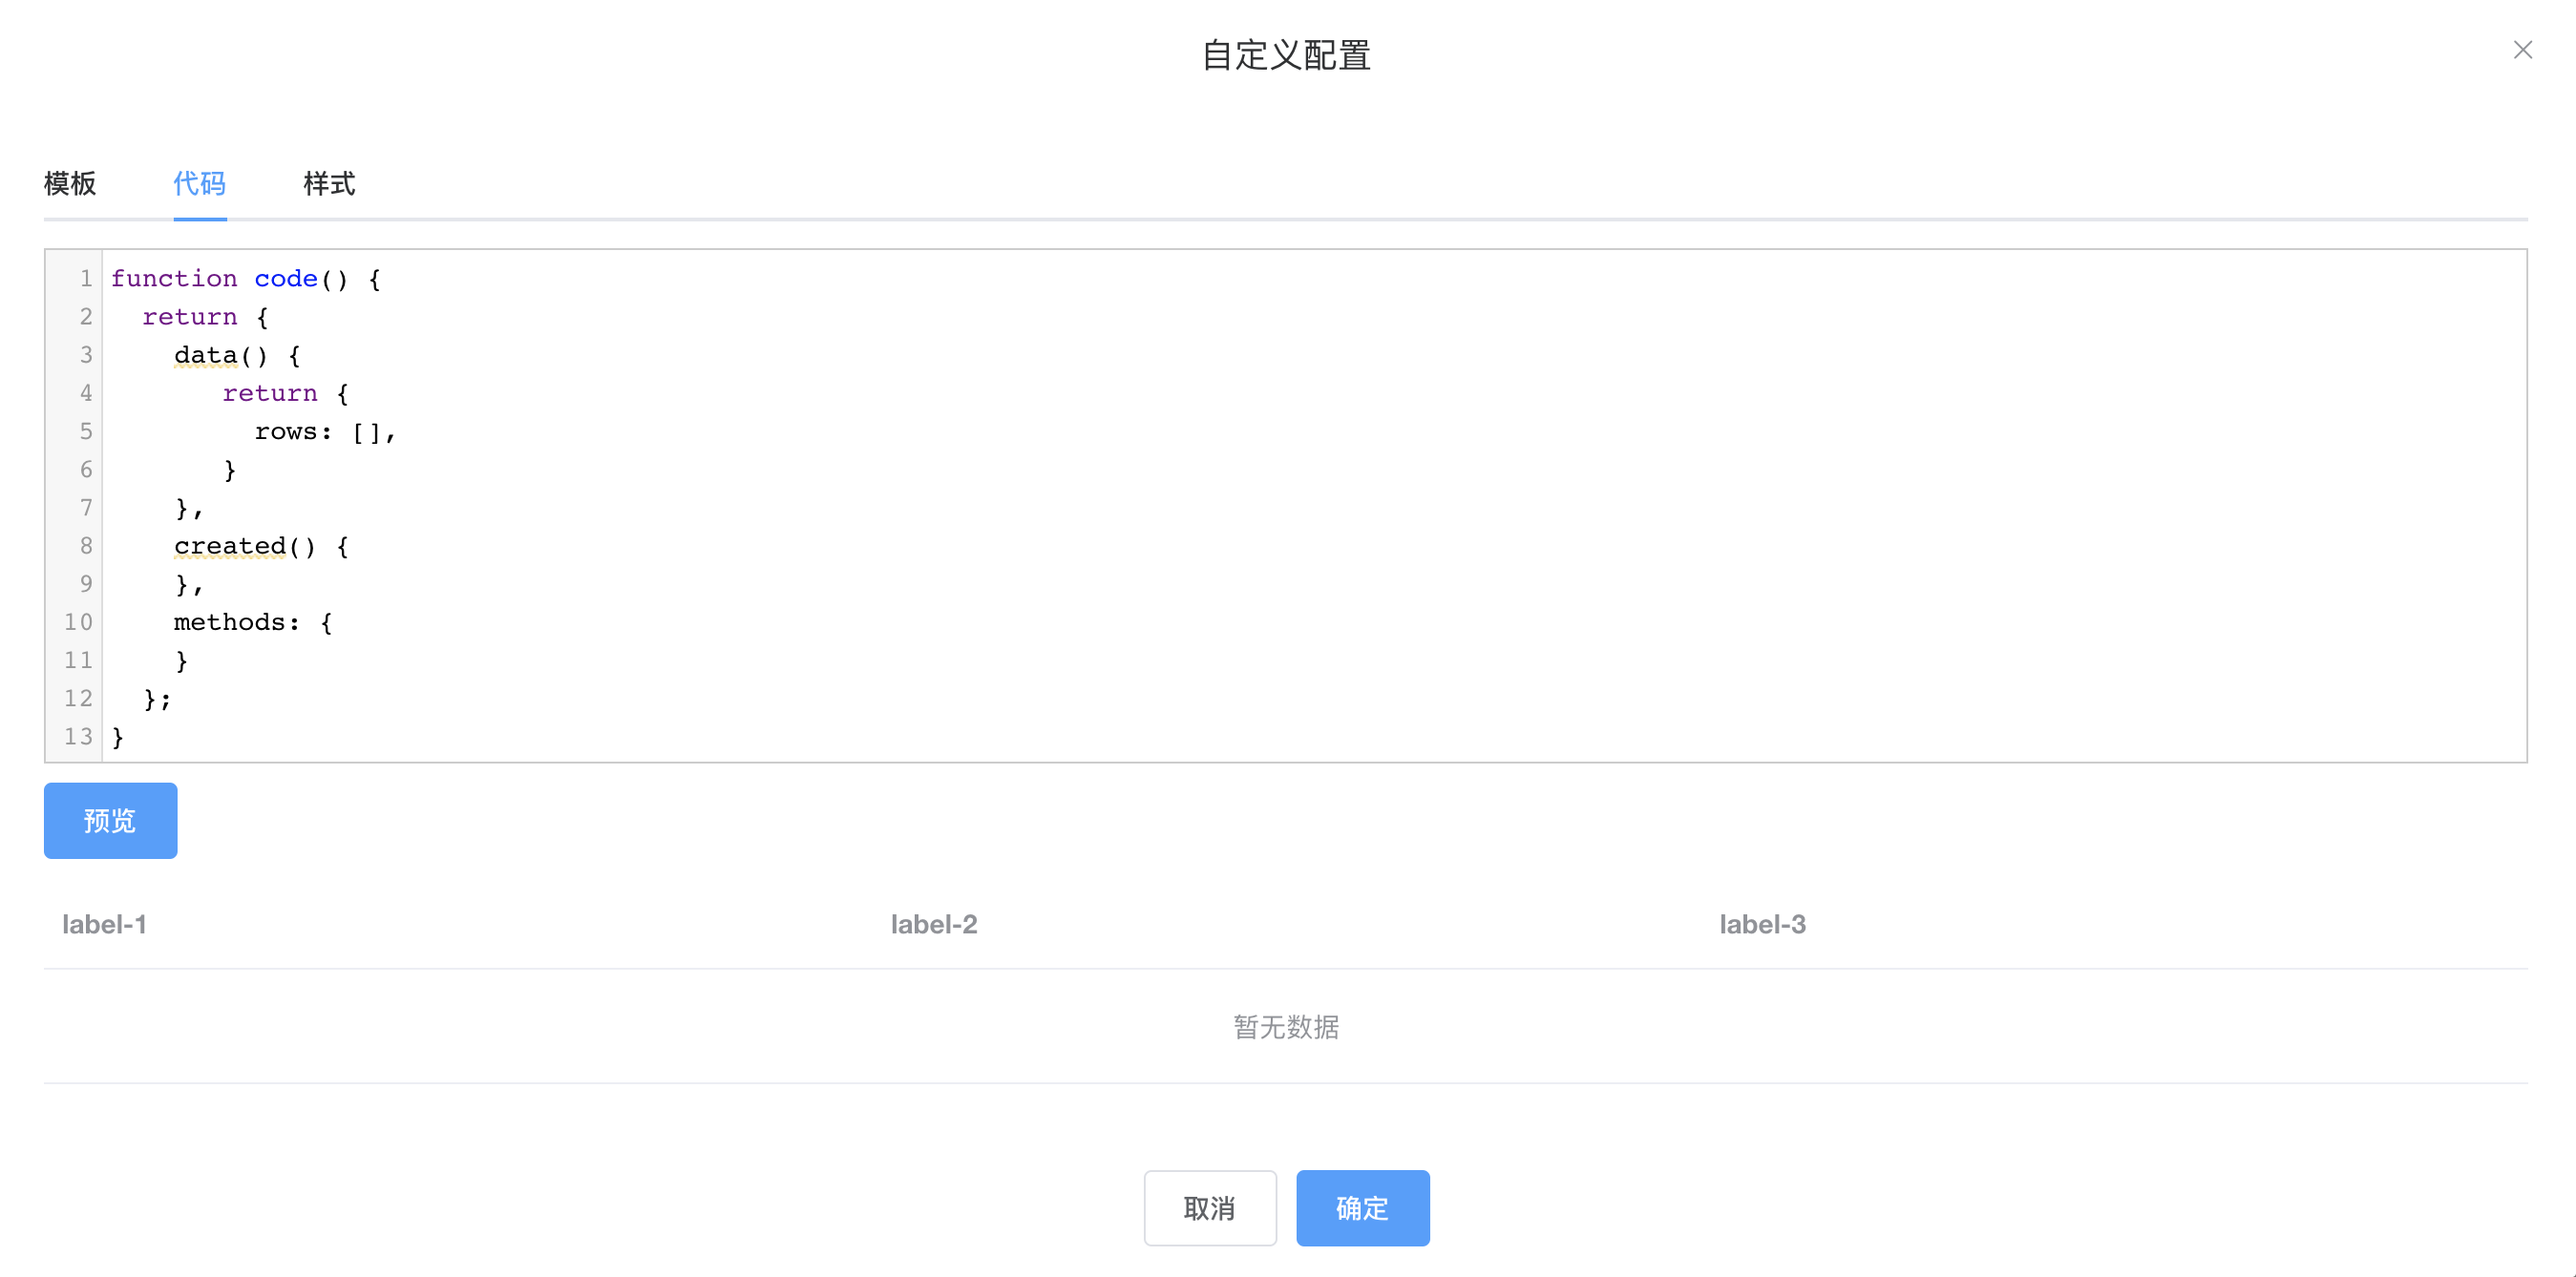 自定义配置
模板 代码 样式
1 function code() {
2   return {
3     data() {
4        return {
5          rows: [],
6        }
7     },
8     created() {
9     },
10     methods: {
11     }
12   };
13 }
预览
label-1 label-2 label-3
暂无数据
取消 确定